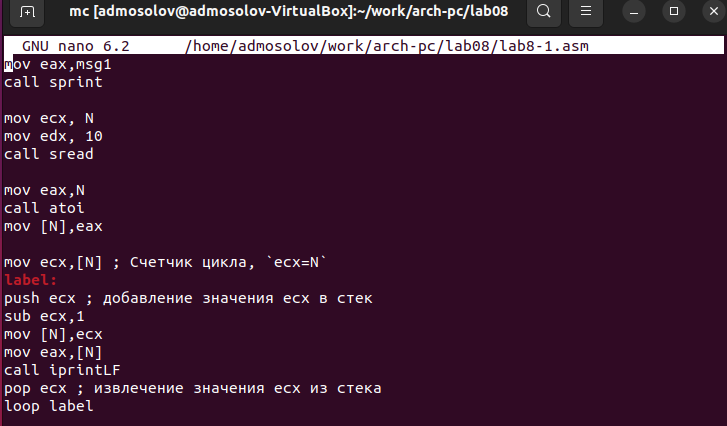 mc [admosolov@admosolov-VirtualBox]:~/work/arch-pc/lab08
GNU nano 6.2 /home/admosolov/work/arch-pc/lab08/lab8-1.asm
mov eax,msg1
call sprint
mov ecx, N
mov edx, 10
call sread
mov eax,N
call atoi
mov [N],eax
mov ecx,[N] ; Счетчик цикла, `ecx=N`
label:
push ecx ; добавление значения ecx в стек
sub ecx,1
mov [N],ecx
mov eax,[N]
call iprintLF
pop ecx ; извлечение значения ecx из стека
loop label